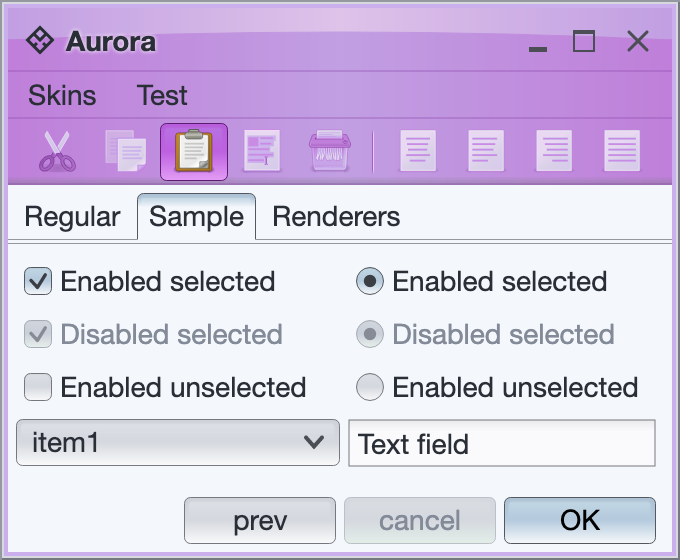 Aurora
Skins Test
Regular Sample Renderers
Enabled selected Enabled selected
Disabled selected Disabled selected
Enabled unselected Enabled unselected
item1 Text field
prev cancel OK